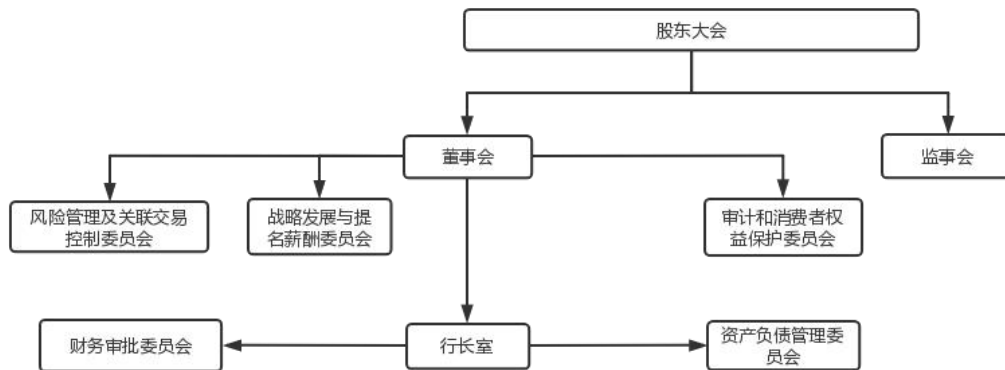 股东大会
董事会
监事会
风险管理及关联交易
控制委员会
战略发展与提
名薪酬委员会
审计和消费者权
益保护委员会
财务审批委员会
行长室
资产负债管理委
员会